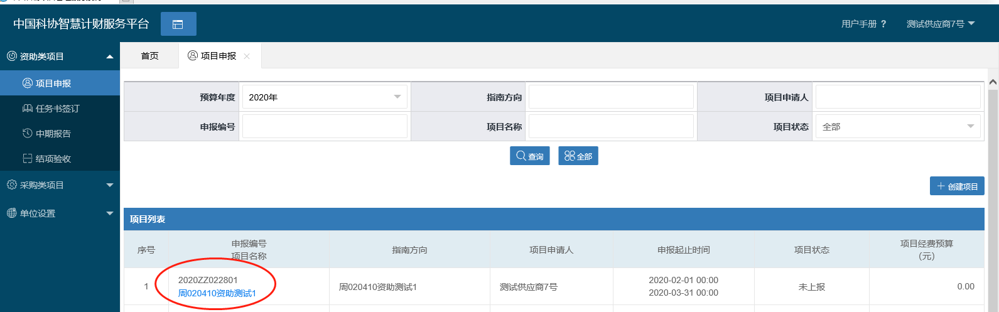 中国科协智慧计财服务平台
用户手册 ?
测试供应商7号
资助类项目
项目申报
任务书签订
中期报告
结项验收
采购类项目
单位设置
首页
项目申报
预算年度
2020年
指南方向
项目申请人
申报编号
项目名称
项目状态
全部
查询
全部
创建项目
项目列表
序号
申报编号
项目名称
指南方向
项目申请人
申报起止时间
项目状态
项目经费预算
(元)
1
2020ZZ022801
周020410资助测试1
周020410资助测试1
测试供应商7号
2020-02-01 00:00
2020-03-31 00:00
未上报
0.00